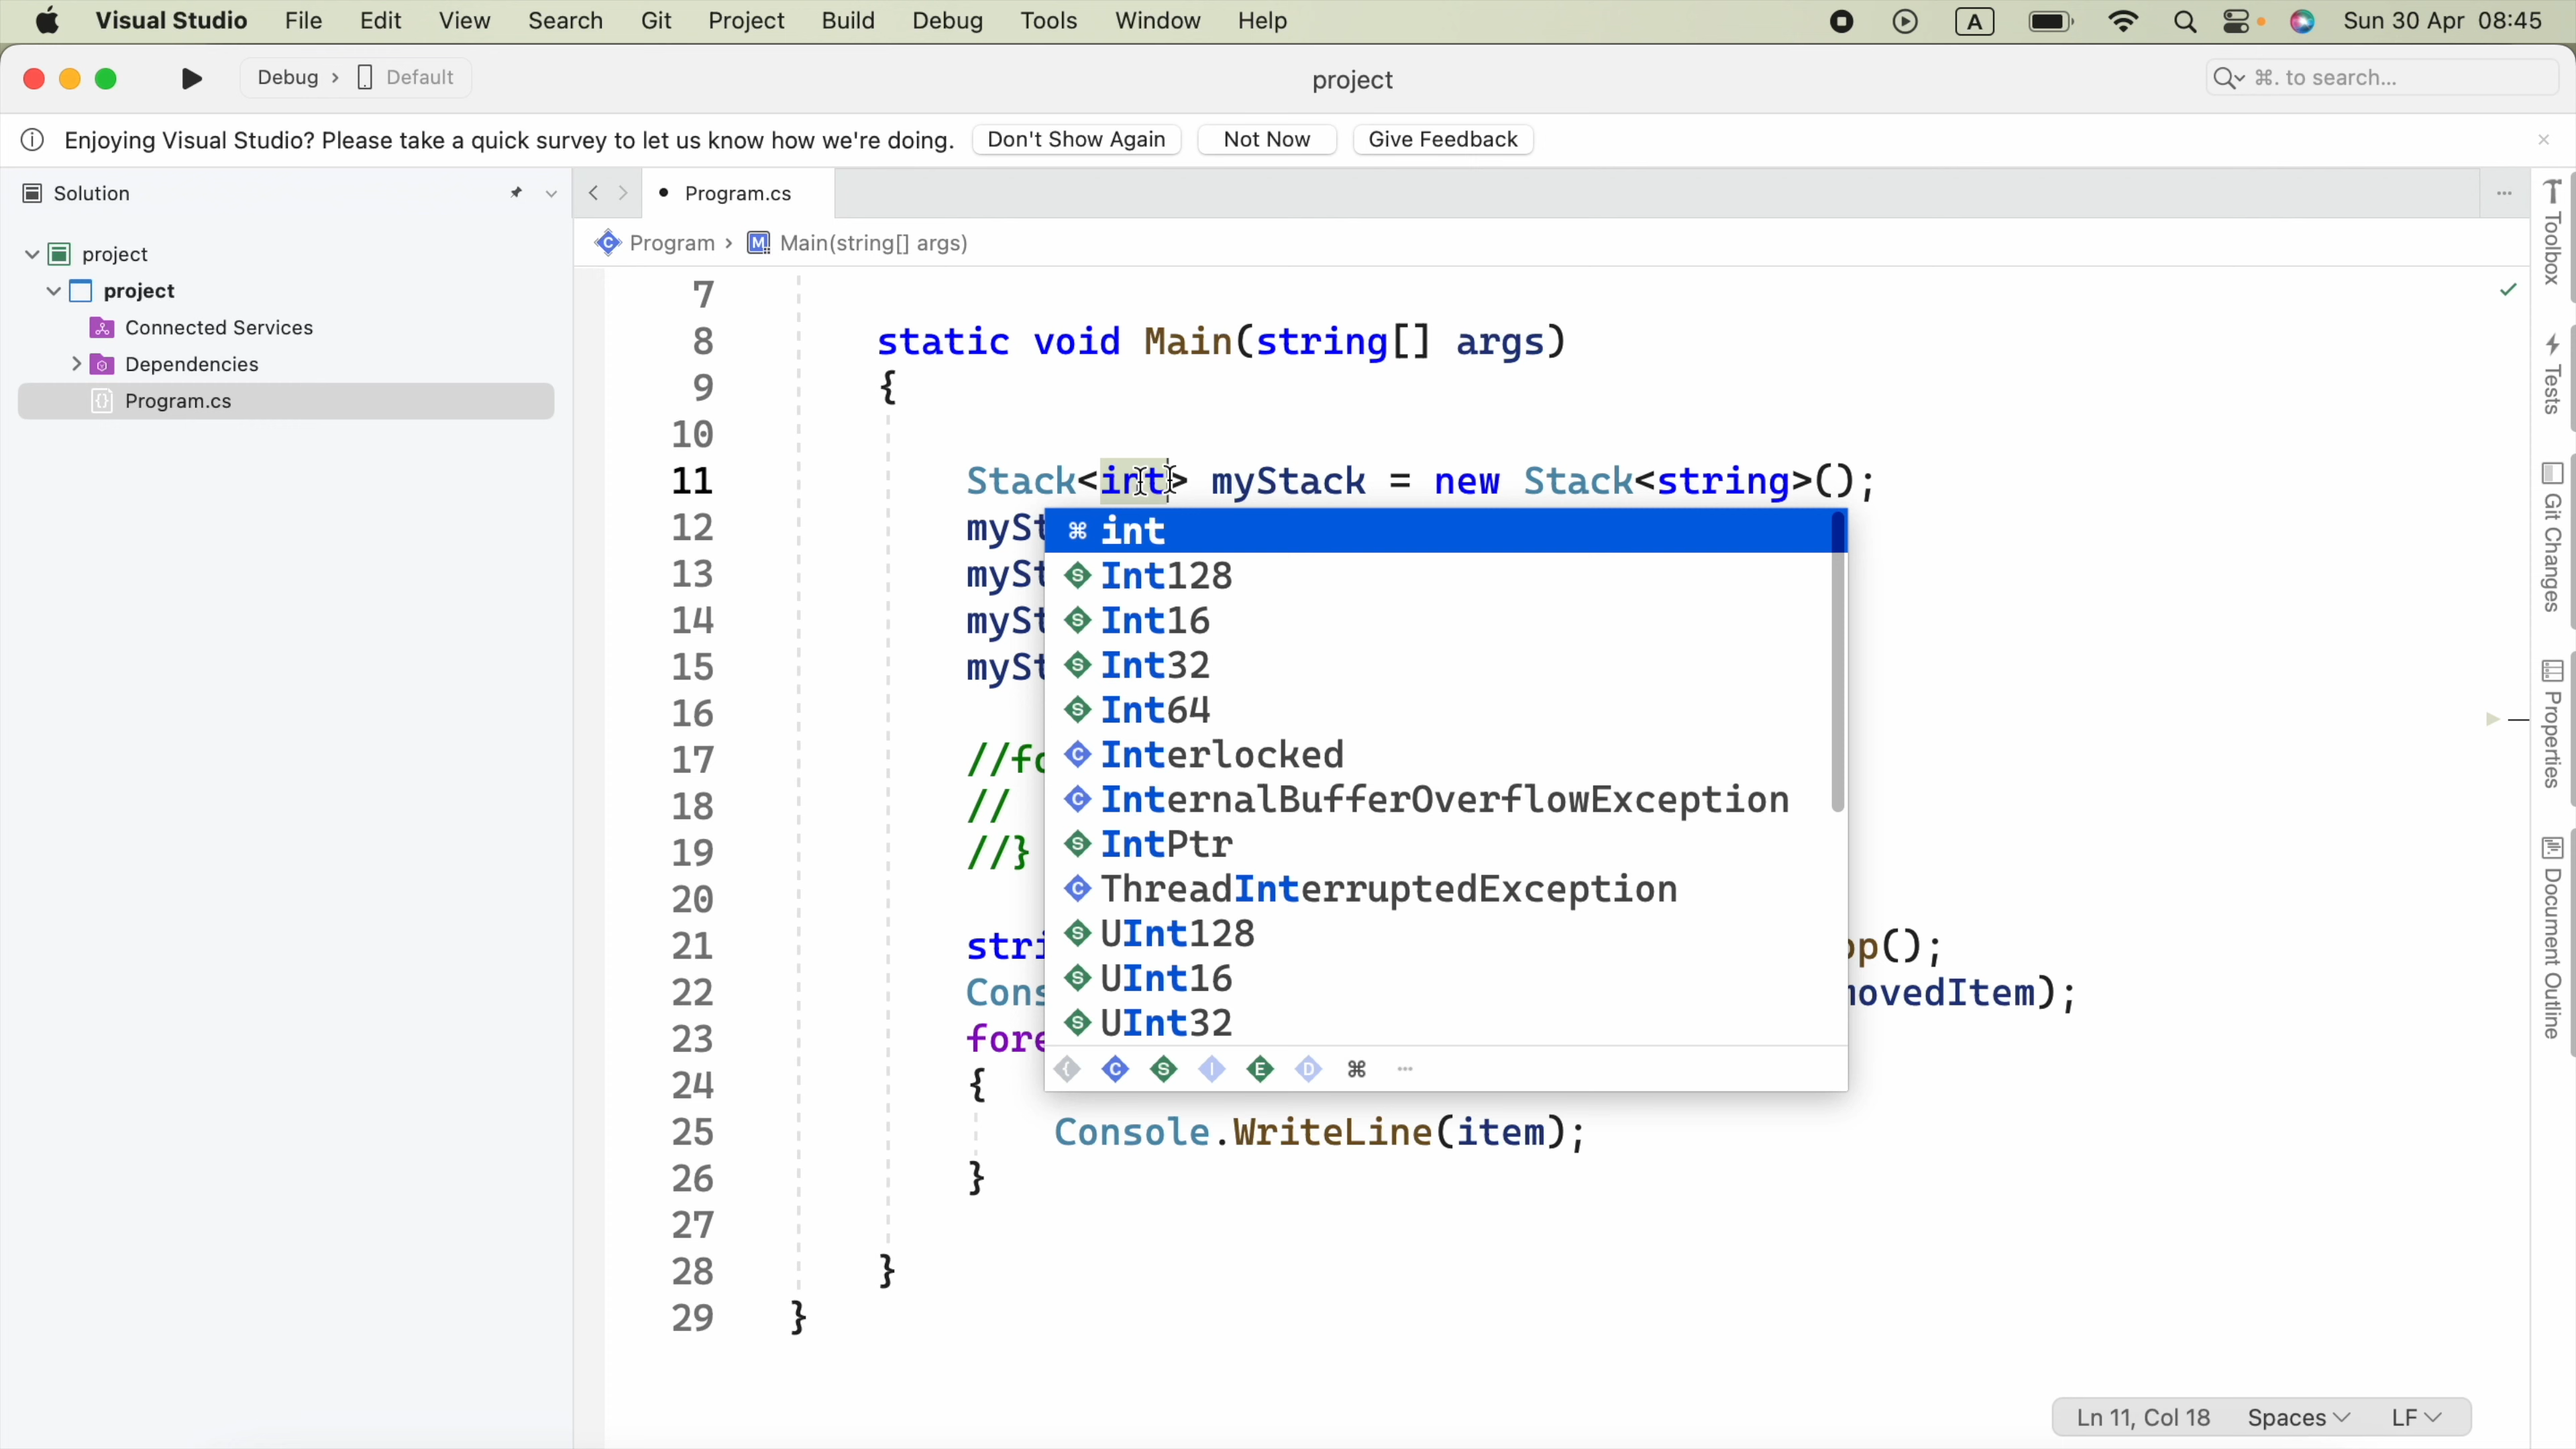 Visual Studio File Edit View Search Git Project Build Debug Tools Window Help A Sun 30 Apr 08:45
Debug › Default project ⌘. to search...
Enjoying Visual Studio? Please take a quick survey to let us know how we're doing. Don't Show Again Not Now Give Feedback
Solution
project
project
Connected Services
Dependencies
{} Program.cs
Program.cs
Program › Main(string[] args)
7
8 static void Main(string[] args)
9 {
10
11 Stack<int> myStack = new Stack<string>();
12 mySt
13 mySt
14 mySt
15 mySt
16
17 //fo
18 //
19 //}
20
21 stri op();
22 Cons movedItem);
23 fore
24 {
25 Console.WriteLine(item);
26 }
27
28 }
29 }
⌘ int
S Int128
S Int16
S Int32
S Int64
C Interlocked
C InternalBufferOverflowException
S IntPtr
C ThreadInterruptedException
S UInt128
S UInt16
S UInt32
{ C S I E D ⌘ ...
Toolbox
Tests
Git Changes
Properties
Document Outline
Ln 11, Col 18 Spaces LF